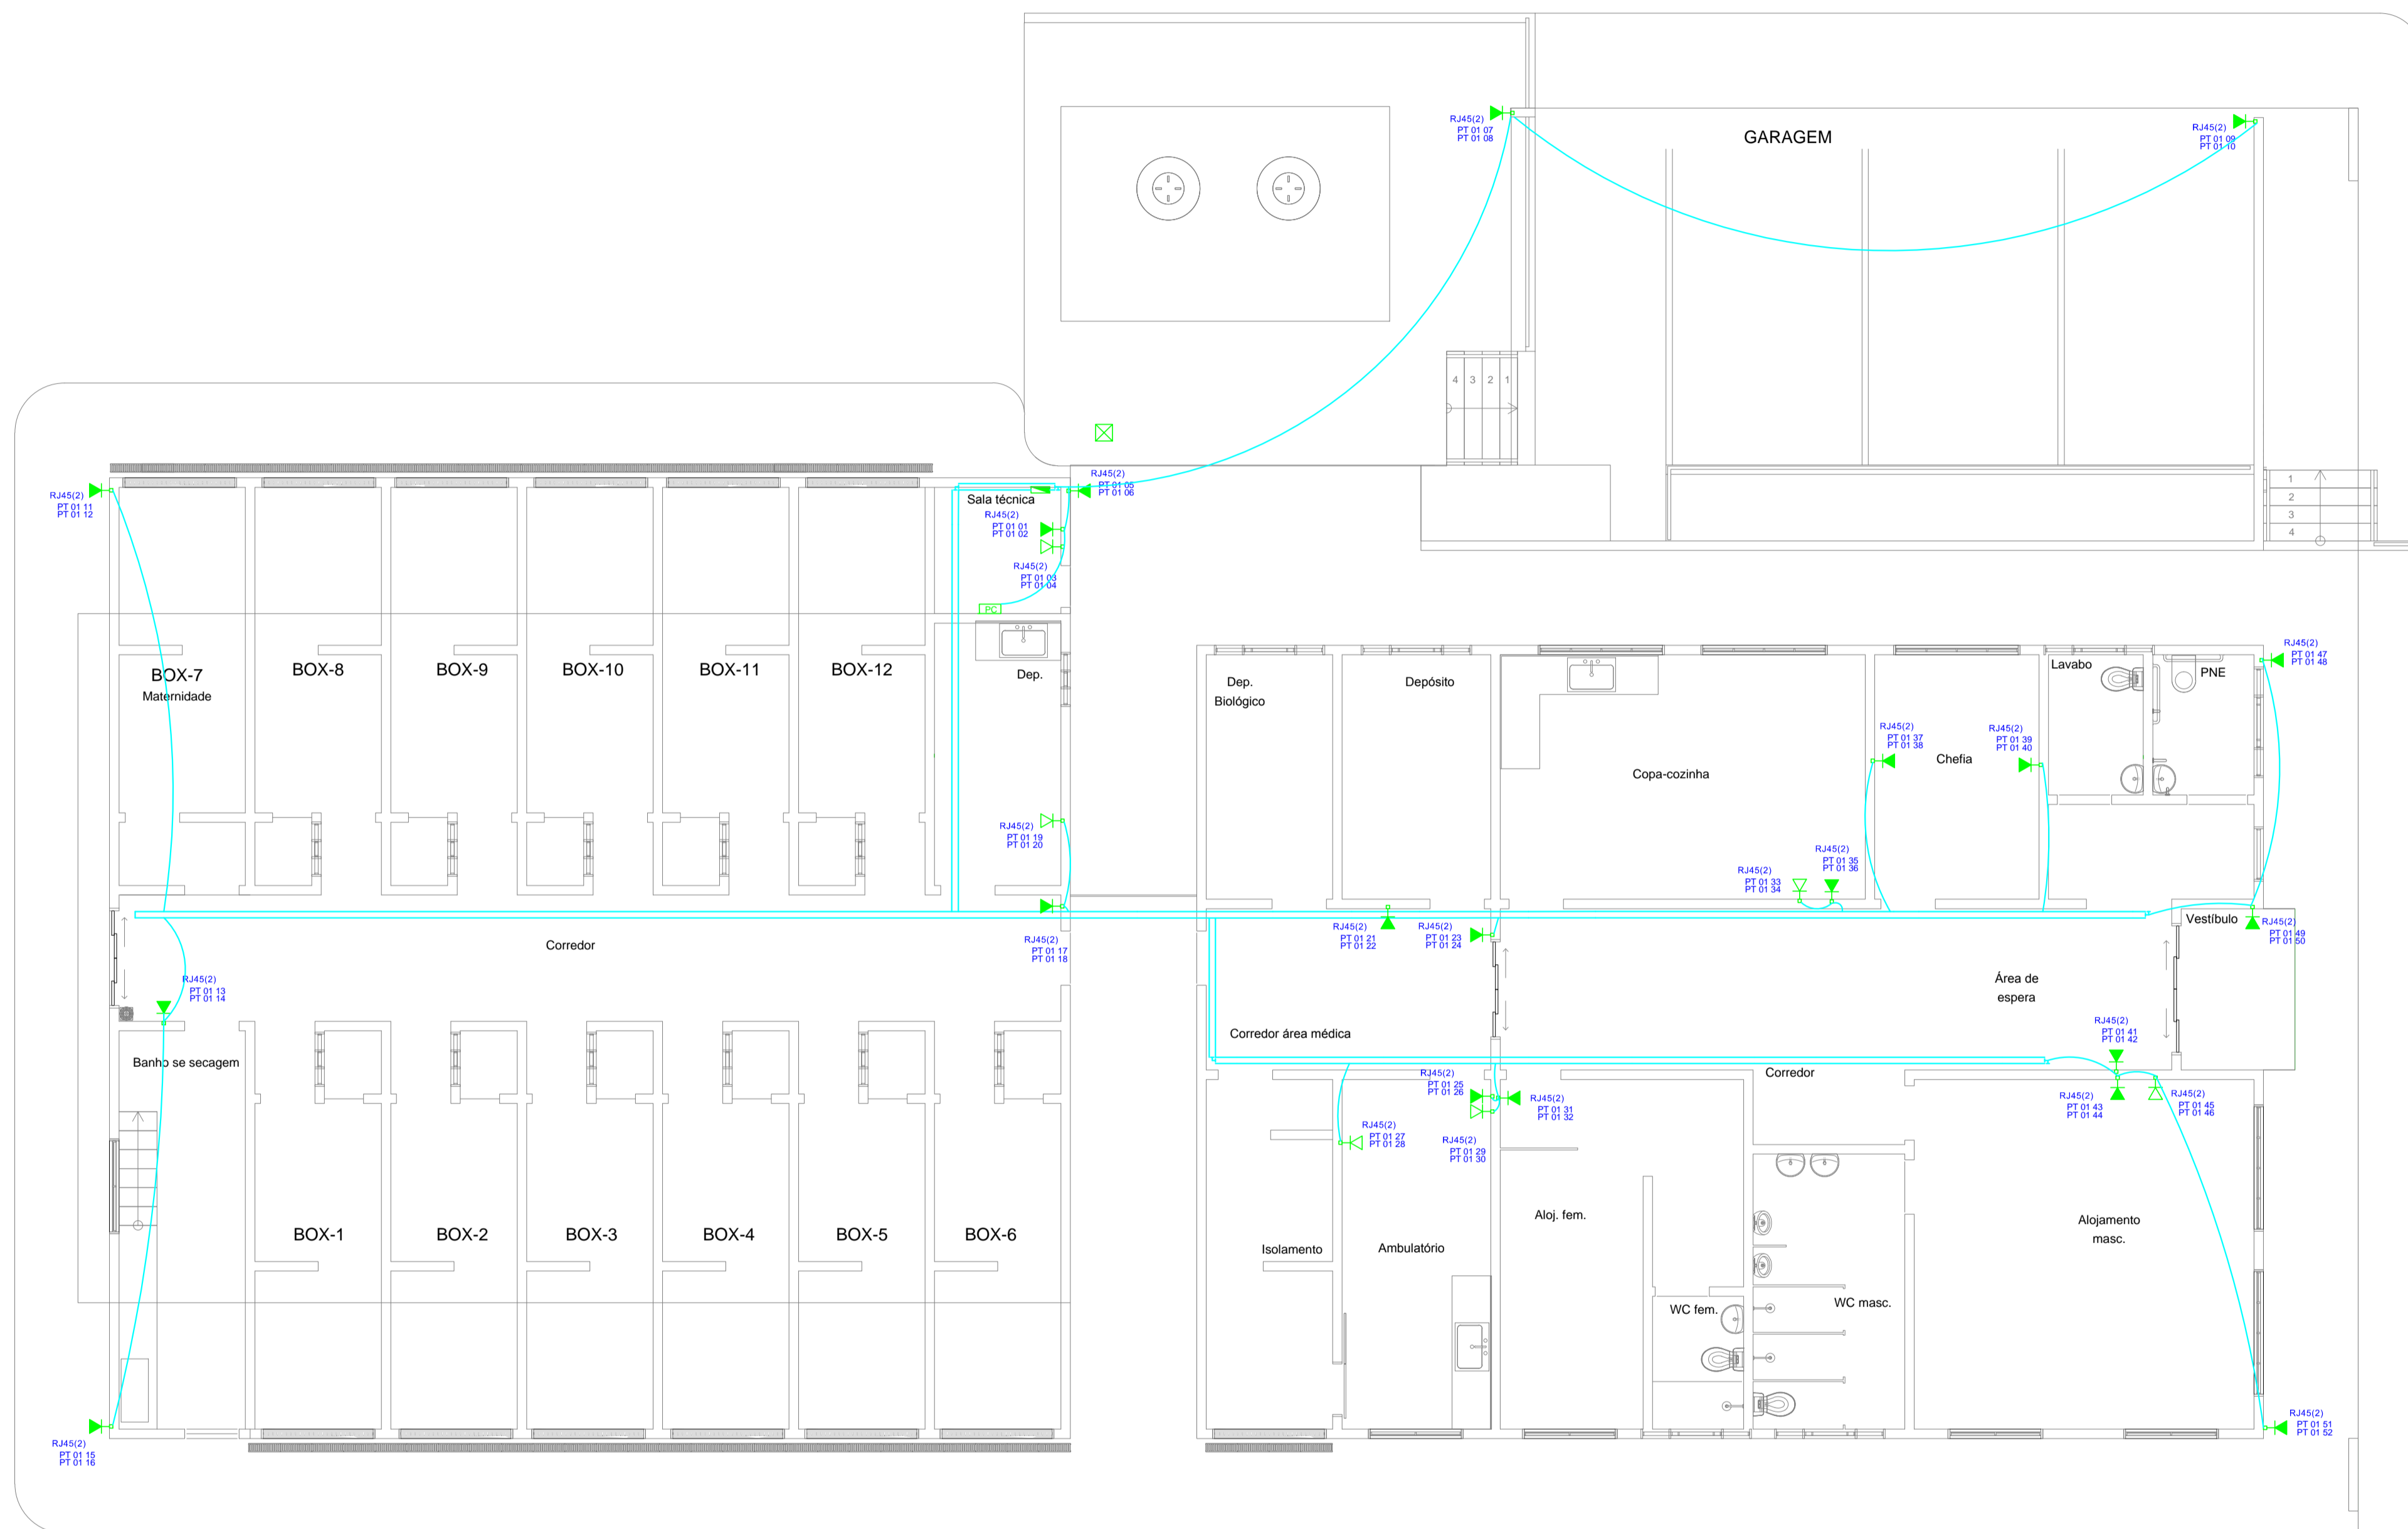 RJ45(2)
PT 01 07
PT 01 08
GARAGEM
RJ45(2)
PT 01 09
PT 01 10
4 3 2 1
RJ45(2)
PT 01 11
PT 01 12
Sala técnica
RJ45(2)
PT 01 01
PT 01 02
RJ45(2)
PT 01 03
PT 01 04
PC
RJ45(2)
PT 01 05
PT 01 06
1
2
3
4
BOX-7
Maternidade
BOX-8
BOX-9
BOX-10
BOX-11
BOX-12
Dep.
Dep.
Biológico
Depósito
Copa-cozinha
RJ45(2)
PT 01 37
PT 01 38
Chefia
RJ45(2)
PT 01 39
PT 01 40
Lavabo
PNE
RJ45(2)
PT 01 47
PT 01 48
RJ45(2)
PT 01 19
PT 01 20
RJ45(2)
PT 01 33
PT 01 34
RJ45(2)
PT 01 35
PT 01 36
Corredor
RJ45(2)
PT 01 17
PT 01 18
RJ45(2)
PT 01 21
PT 01 22
RJ45(2)
PT 01 23
PT 01 24
Vestíbulo
RJ45(2)
PT 01 49
PT 01 50
RJ45(2)
PT 01 13
PT 01 14
Área de
espera
Corredor área médica
RJ45(2)
PT 01 41
PT 01 42
Banho se secagem
RJ45(2)
PT 01 25
PT 01 26
Corredor
RJ45(2)
PT 01 31
PT 01 32
RJ45(2)
PT 01 43
PT 01 44
RJ45(2)
PT 01 45
PT 01 46
RJ45(2)
PT 01 27
PT 01 28
RJ45(2)
PT 01 29
PT 01 30
BOX-1
BOX-2
BOX-3
BOX-4
BOX-5
BOX-6
Isolamento
Ambulatório
Aloj. fem.
Alojamento
masc.
WC fem.
WC masc.
RJ45(2)
PT 01 15
PT 01 16
RJ45(2)
PT 01 51
PT 01 52